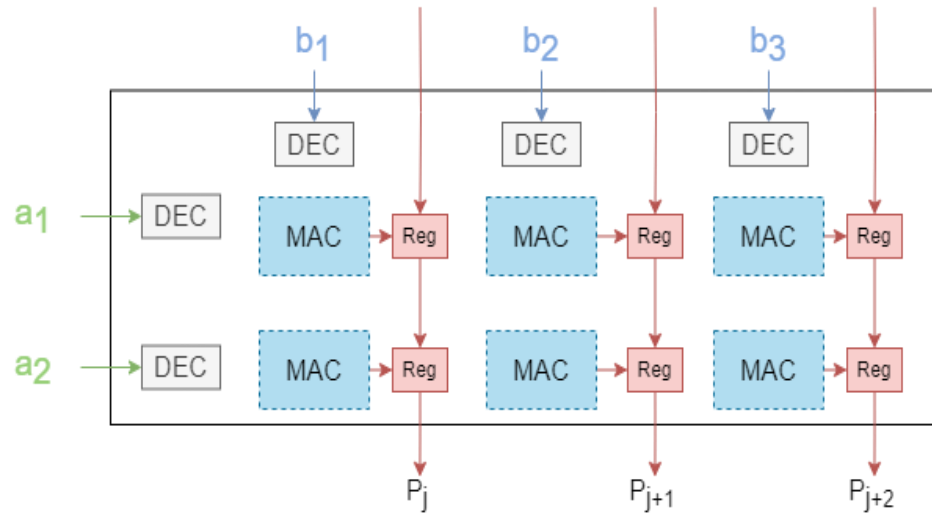 b1 b2 b3
DEC DEC DEC
a1 DEC MAC Reg MAC Reg MAC Reg
a2 DEC MAC Reg MAC Reg MAC Reg
Pj Pj+1 Pj+2